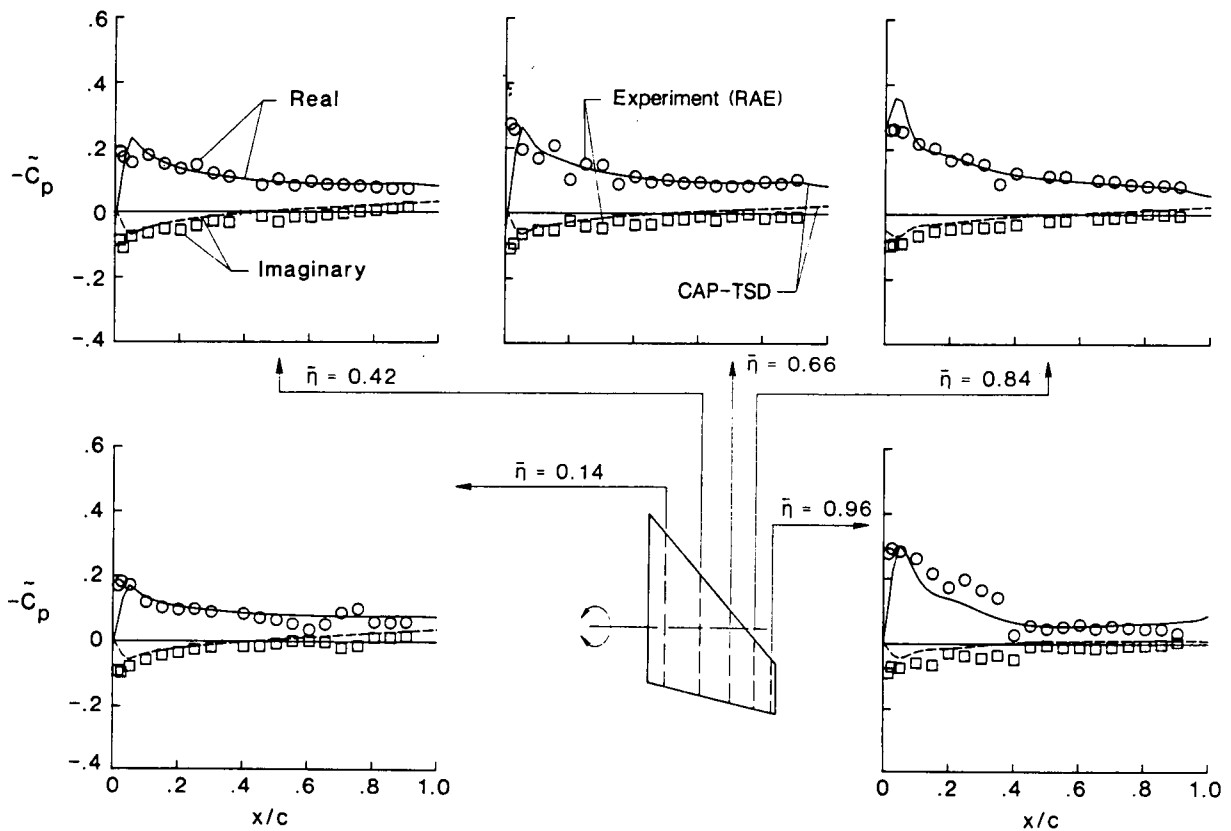 .6
.4
.2
0
-.2
-.4
-C̃p
Real
Imaginary
Experiment (RAE)
CAP-TSD
η̄ = 0.42
η̄ = 0.66
η̄ = 0.84
.6
.4
.2
0
-.2
-.4
-C̃p
0 .2 .4 .6 .8 1.0
x/c
η̄ = 0.14
η̄ = 0.96
0 .2 .4 .6 .8 1.0
x/c